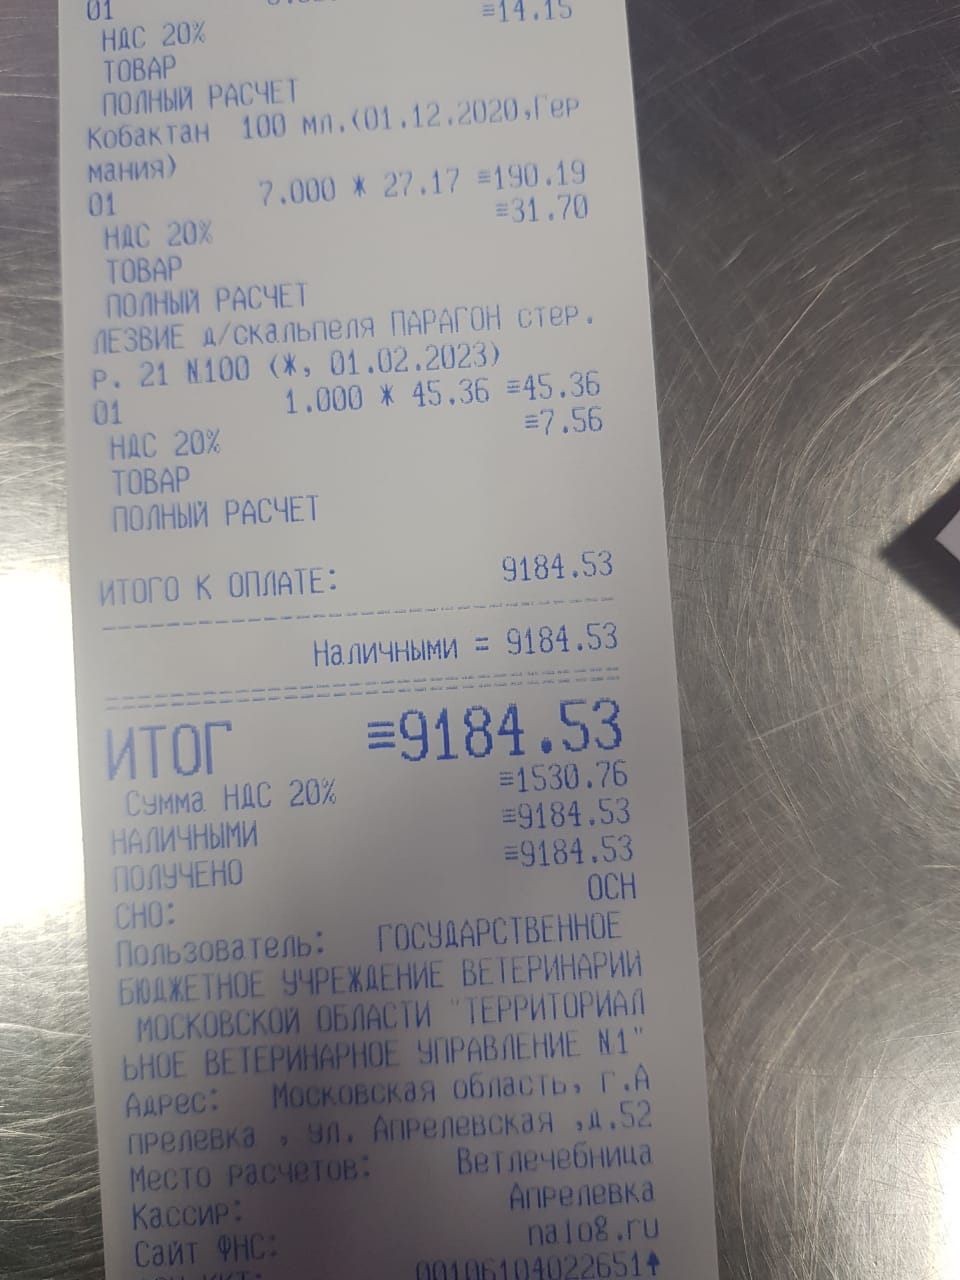 01 ≡14.15
НДС 20%
ТОВАР
ПОЛНЫЙ РАСЧЕТ
Кобактан 100 мл.(01.12.2020,Гер
мания)
01 7.000 * 27.17 ≡190.19
НДС 20% ≡31.70
ТОВАР
ПОЛНЫЙ РАСЧЕТ
ЛЕЗВИЕ д/скальпеля ПАРАГОН стер.
Р. 21 №100 (*, 01.02.2023)
01 1.000 * 45.36 ≡45.36
НДС 20% ≡7.56
ТОВАР
ПОЛНЫЙ РАСЧЕТ
ИТОГО К ОПЛАТЕ: 9184.53
Наличными = 9184.53
ИТОГ ≡9184.53
Сумма НДС 20% ≡1530.76
НАЛИЧНЫМИ ≡9184.53
ПОЛУЧЕНО ≡9184.53
СНО: ОСН
Пользователь: ГОСУДАРСТВЕННОЕ
БЮДЖЕТНОЕ УЧРЕЖДЕНИЕ ВЕТЕРИНАРИИ
МОСКОВСКОЙ ОБЛАСТИ "ТЕРРИТОРИАЛ
ЬНОЕ ВЕТЕРИНАРНОЕ УПРАВЛЕНИЕ №1"
Адрес: Московская область, г.А
прелевка , ул. Апрелевская ,д.52
Место расчетов: Ветлечебница
Кассир: Апрелевка
Сайт ФНС: nalog.ru
ККТ: 00106104022651↑